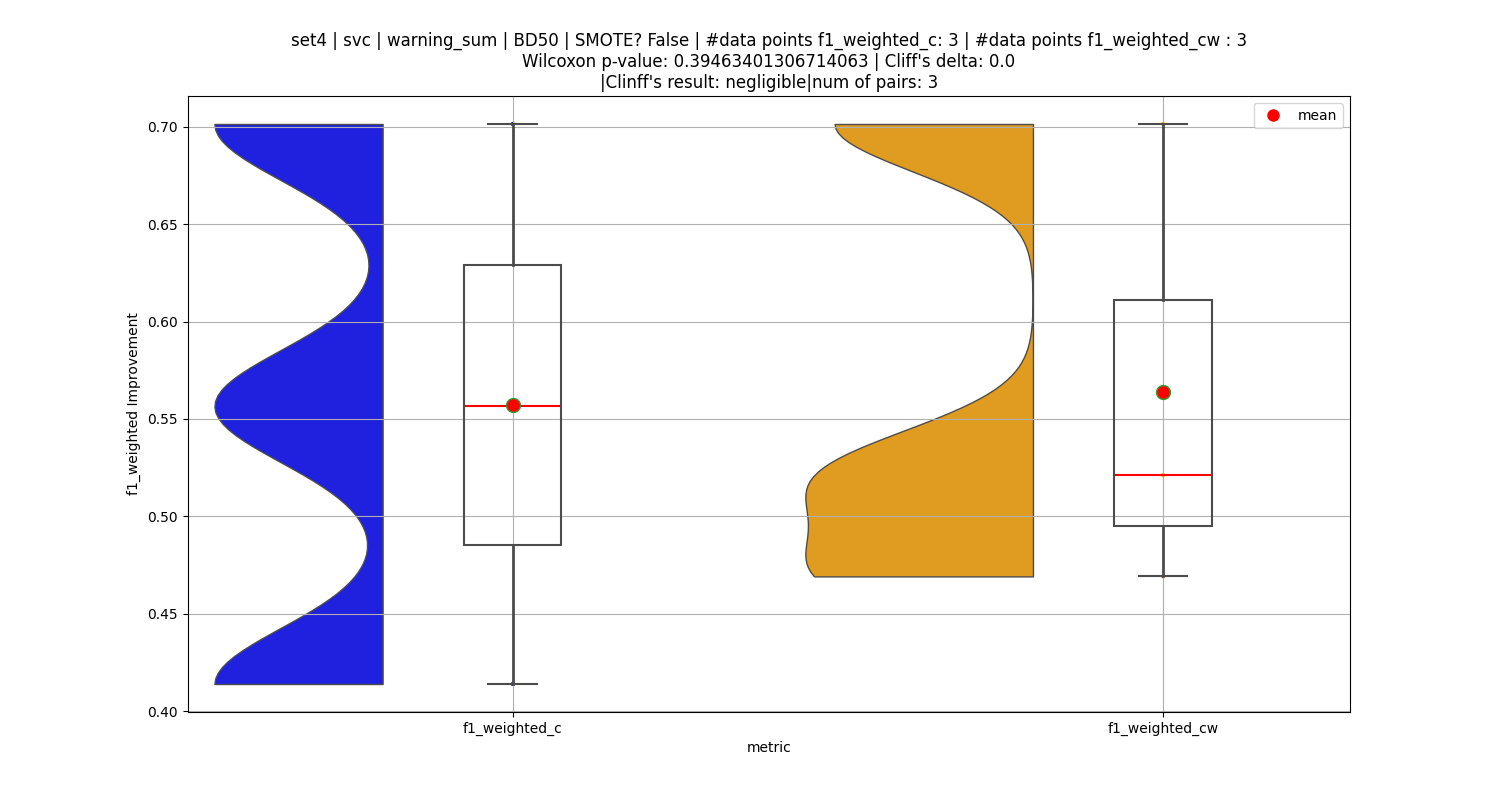 set4 | svc | warning_sum | BD50 | SMOTE? False | #data points f1_weighted_c: 3 | #data points f1_weighted_cw : 3
Wilcoxon p-value: 0.39463401306714063 | Cliff's delta: 0.0
|Clinff's result: negligible|num of pairs: 3
mean
0.70
0.65
0.60
0.55
0.50
0.45
0.40
f1_weighted Improvement
f1_weighted_c
f1_weighted_cw
metric